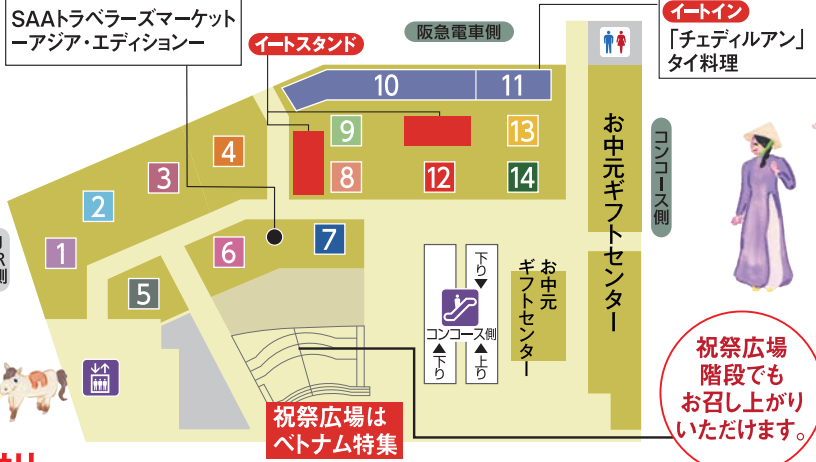 SAAトラベラーズマーケット
ーアジア・エディションー
イートスタンド
阪急電車側
イートイン
「チェディルアン」
タイ料理
10
11
9
13
4
8
12
14
3
2
1
6
7
5
お中元ギフトセンター
コンコース側
R側
下り
コンコース側
下り
上り
お中元
ギフトセンター
祝祭広場は
ベトナム特集
祝祭広場
階段でも
お召し上がり
いただけます。